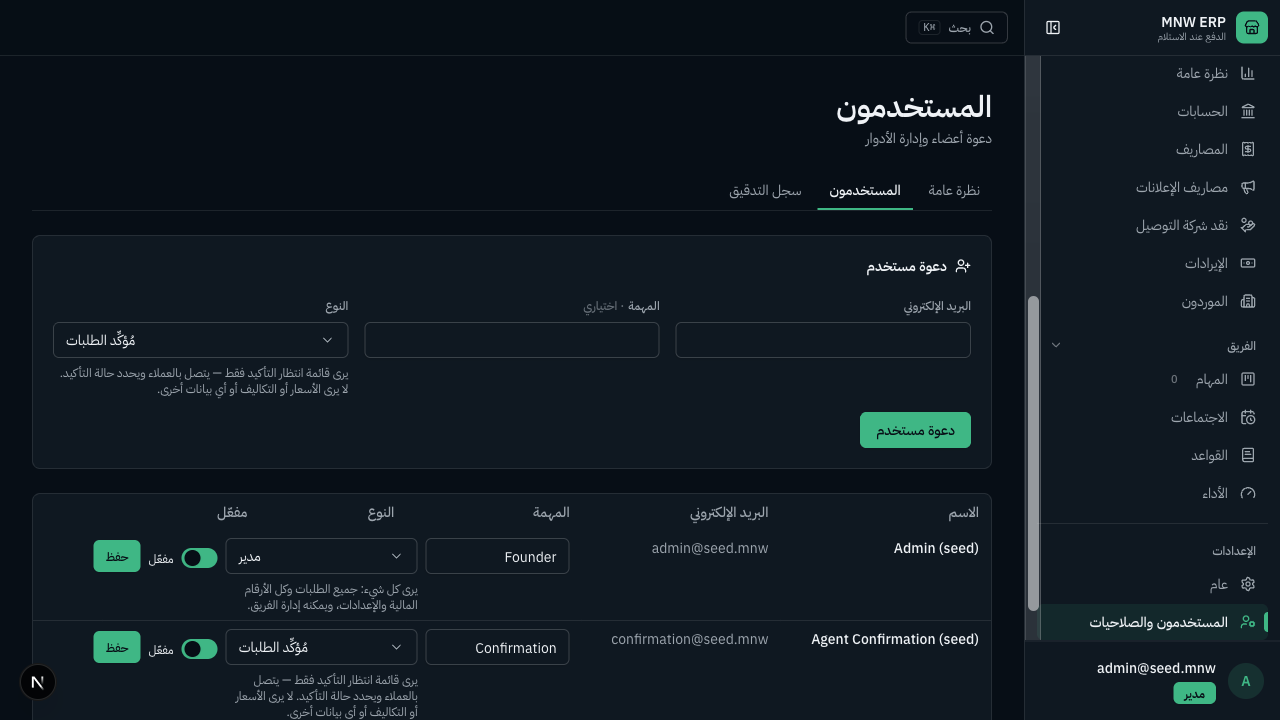 MNW ERP
الدفع عند الاستلام
بحث
⌘K
نظرة عامة
الحسابات
المصاريف
مصاريف الإعلانات
نقد شركة التوصيل
الإيرادات
الموردون
الفريق
المهام 0
الاجتماعات
القواعد
الأداء
الإعدادات
عام
المستخدمون والصلاحيات
admin@seed.mnw
مدير
A
المستخدمون
دعوة أعضاء وإدارة الأدوار
نظرة عامة
المستخدمون
سجل التدقيق
دعوة مستخدم
البريد الإلكتروني
المهمة · اختياري
النوع
مُؤكِّد الطلبات
يرى قائمة انتظار التأكيد فقط — يتصل بالعملاء ويحدد حالة التأكيد.
لا يرى الأسعار أو التكاليف أو أي بيانات أخرى.
دعوة مستخدم
الاسم البريد الإلكتروني المهمة النوع مفعّل
Admin (seed) admin@seed.mnw Founder مدير مفعّل حفظ
يرى كل شيء: جميع الطلبات وكل الأرقام
المالية والإعدادات، ويمكنه إدارة الفريق.
Agent Confirmation (seed) confirmation@seed.mnw Confirmation مُؤكِّد الطلبات مفعّل حفظ
يرى قائمة انتظار التأكيد فقط — يتصل
بالعملاء ويحدد حالة التأكيد. لا يرى الأسعار
أو التكاليف أو أي بيانات أخرى.
N